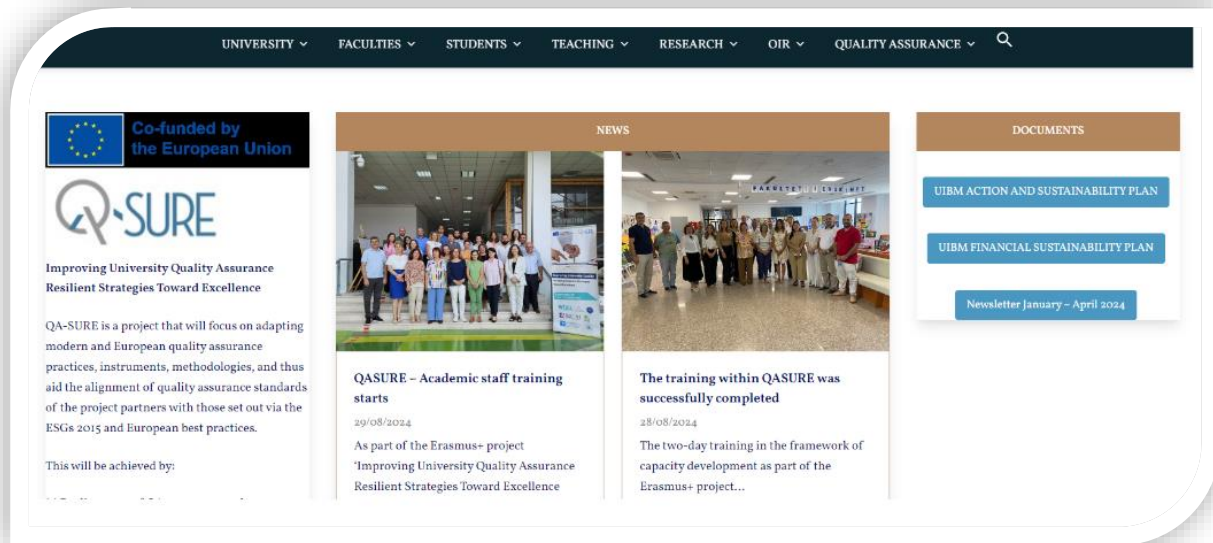 UNIVERSITY
FACULTIES
STUDENTS
TEACHING
RESEARCH
OIR
QUALITY ASSURANCE
Co-funded by
the European Union
Q-SURE
Improving University Quality Assurance
Resilient Strategies Toward Excellence
QA-SURE is a project that will focus on adapting
modern and European quality assurance
practices, instruments, methodologies, and thus
aid the alignment of quality assurance standards
of the project partners with those set out via the
ESGs 2015 and European best practices.
This will be achieved by:
NEWS
QASURE – Academic staff training
starts
29/08/2024
As part of the Erasmus+ project
'Improving University Quality Assurance
Resilient Strategies Toward Excellence
The training within QASURE was
successfully completed
28/08/2024
The two-day training in the framework of
capacity development as part of the
Erasmus+ project...
DOCUMENTS
UIBM ACTION AND SUSTAINABILITY PLAN
UIBM FINANCIAL SUSTAINABILITY PLAN
Newsletter January – April 2024